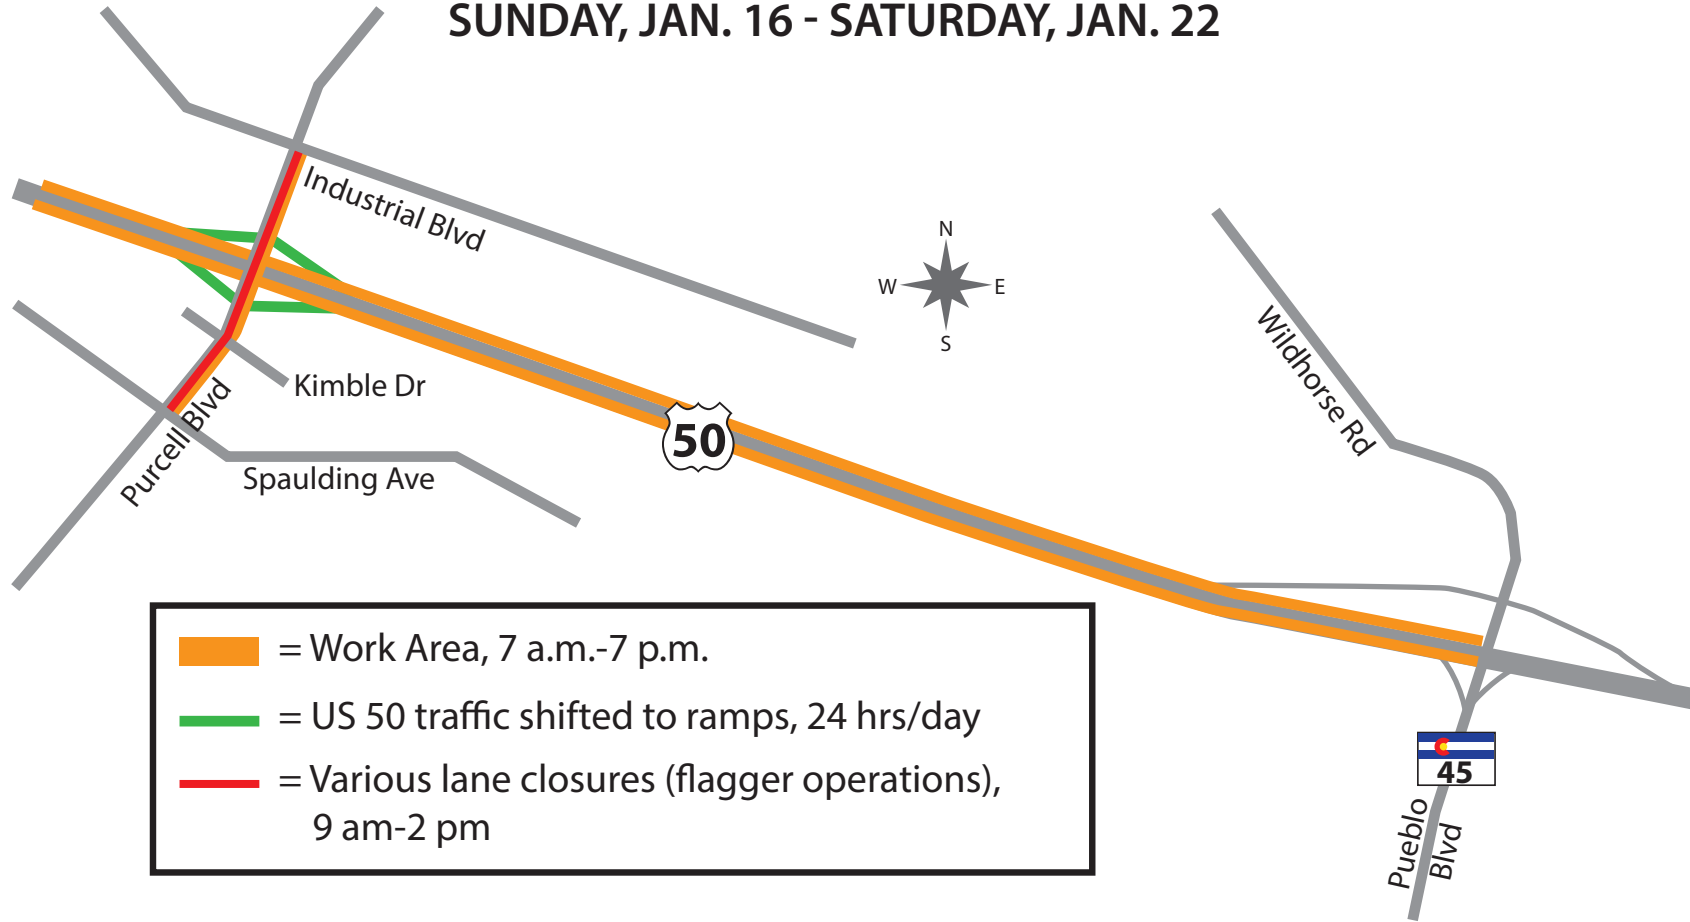 SUNDAY, JAN. 16 - SATURDAY, JAN. 22
Industrial Blvd
N
W
E
S
Wildhorse Rd
Kimble Dr
Purcell Blvd
50
Spaulding Ave
= Work Area, 7 a.m.-7 p.m.
= US 50 traffic shifted to ramps, 24 hrs/day
= Various lane closures (flagger operations),
9 am-2 pm
45
Pueblo
Blvd